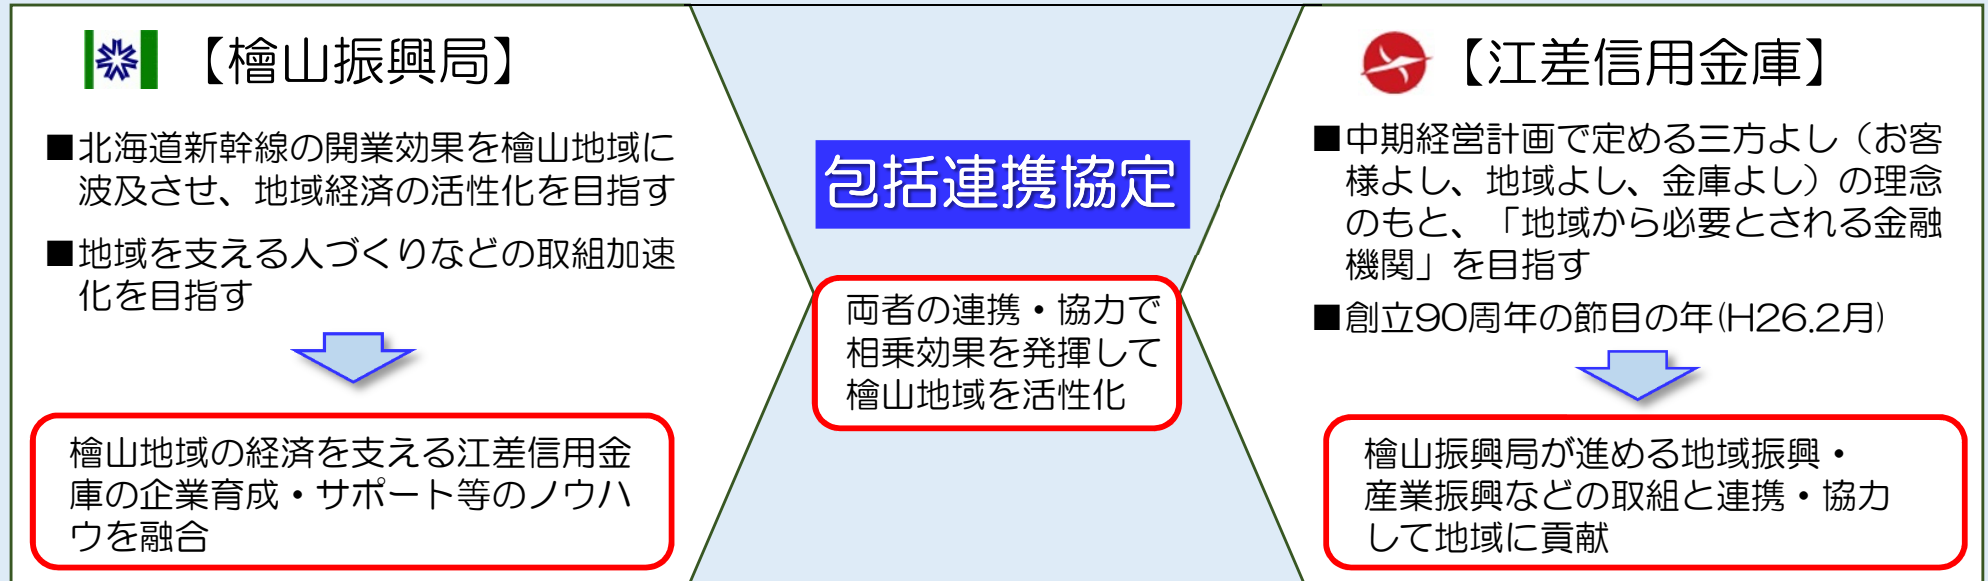 【檜山振興局】
■北海道新幹線の開業効果を檜山地域に
波及させ、地域経済の活性化を目指す
■地域を支える人づくりなどの取組加速
化を目指す
檜山地域の経済を支える江差信用金
庫の企業育成・サポート等のノウハ
ウを融合
包括連携協定
両者の連携・協力で
相乗効果を発揮して
檜山地域を活性化
【江差信用金庫】
■中期経営計画で定める三方よし（お客
様よし、地域よし、金庫よし）の理念
のもと、「地域から必要とされる金融
機関」を目指す
■創立90周年の節目の年(H26.2月)
檜山振興局が進める地域振興・
産業振興などの取組と連携・協力
して地域に貢献